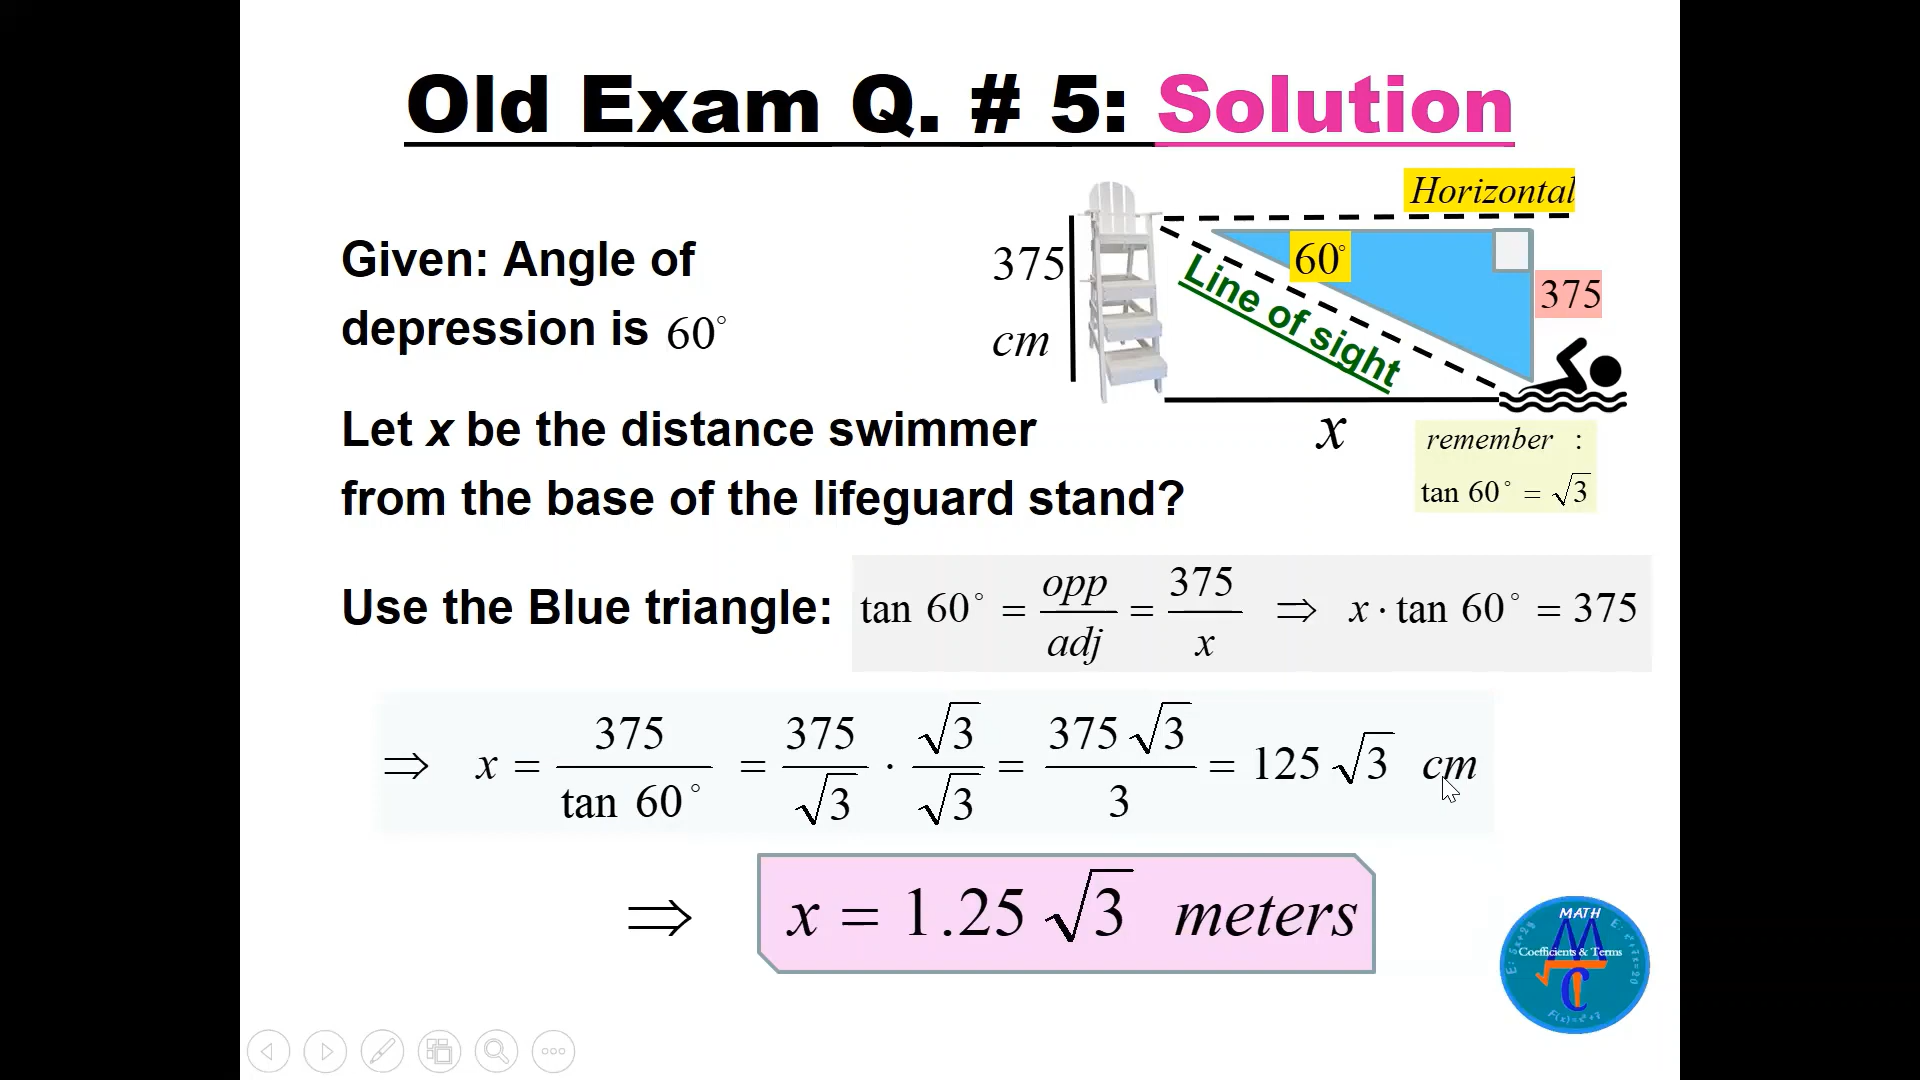 Old Exam Q. # 5: Solution
Horizontal
Given: Angle of
depression is 60°
375
cm
60°
375
Line of sight
x
Let x be the distance swimmer
from the base of the lifeguard stand?
remember :
tan 60° = √3
Use the Blue triangle: tan 60° = opp/adj = 375/x ⇒ x · tan 60° = 375
⇒ x = 375/tan 60° = 375/√3 · √3/√3 = 375√3/3 = 125√3 cm
⇒ x = 1.25√3 meters
MATH
Coefficients & Terms